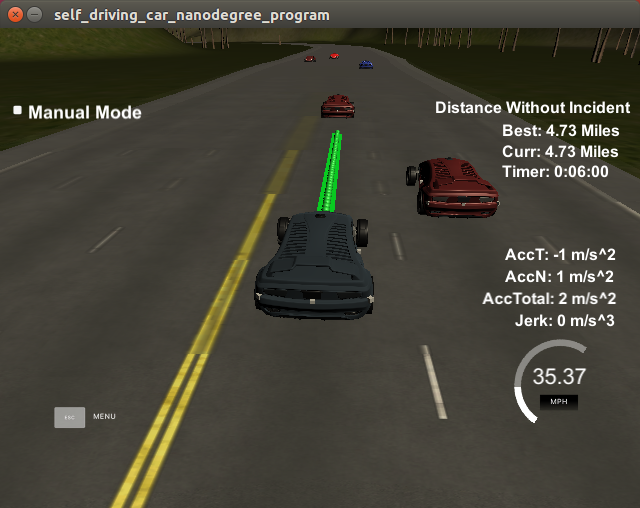 self_driving_car_nanodegree_program
Manual Mode
Distance Without Incident
Best: 4.73 Miles
Curr: 4.73 Miles
Timer: 0:06:00
AccT: -1 m/s^2
AccN: 1 m/s^2
AccTotal: 2 m/s^2
Jerk: 0 m/s^3
35.37
MPH
ESC MENU